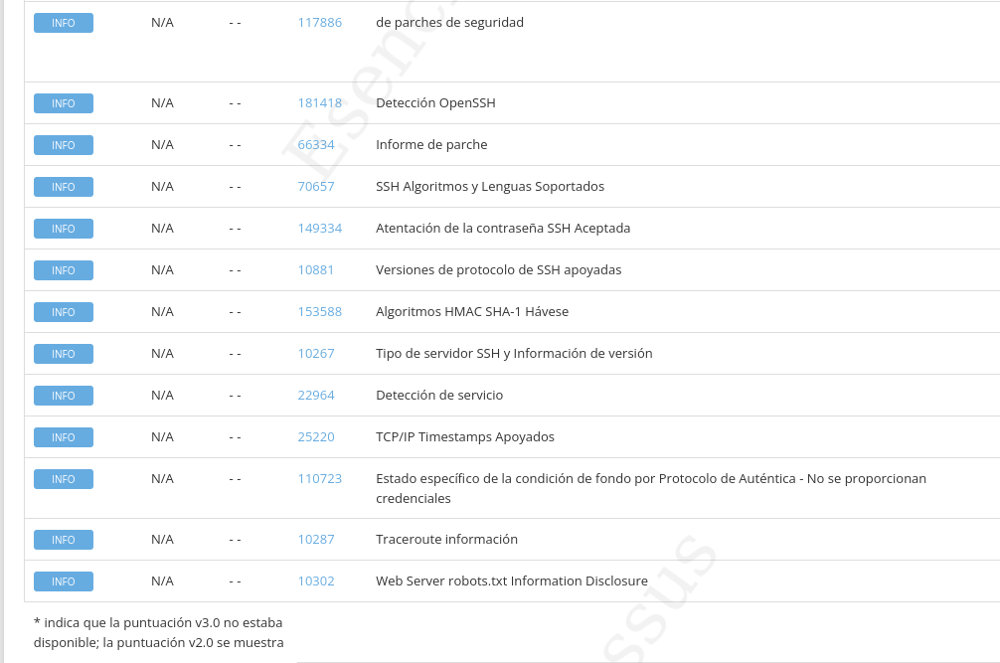 INFO N/A - - 117886 de parches de seguridad
INFO N/A - - 181418 Detección OpenSSH
INFO N/A - - 66334 Informe de parche
INFO N/A - - 70657 SSH Algoritmos y Lenguas Soportados
INFO N/A - - 149334 Atentación de la contraseña SSH Aceptada
INFO N/A - - 10881 Versiones de protocolo de SSH apoyadas
INFO N/A - - 153588 Algoritmos HMAC SHA-1 Hávese
INFO N/A - - 10267 Tipo de servidor SSH y Información de versión
INFO N/A - - 22964 Detección de servicio
INFO N/A - - 25220 TCP/IP Timestamps Apoyados
INFO N/A - - 110723 Estado específico de la condición de fondo por Protocolo de Auténtica - No se proporcionan
credenciales
INFO N/A - - 10287 Traceroute información
INFO N/A - - 10302 Web Server robots.txt Information Disclosure
* indica que la puntuación v3.0 no estaba
disponible; la puntuación v2.0 se muestra
Esenc
ssus